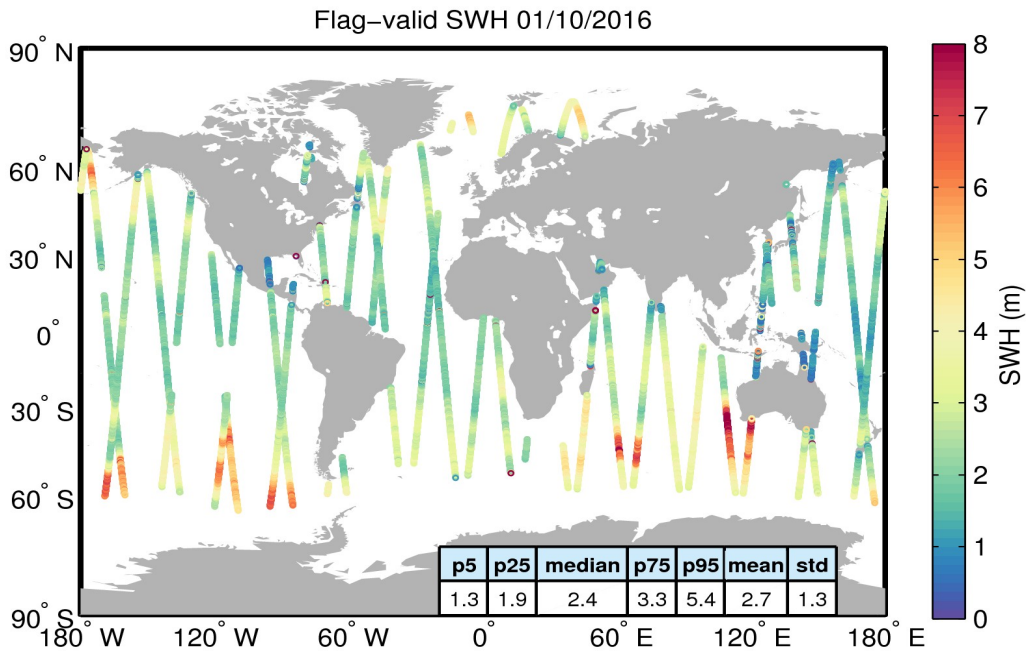 Flag−valid SWH 01/10/2016
90° N
60° N
30° N
0°
30° S
60° S
90° S
180° W
120° W
60° W
0°
60° E
120° E
180° E
p5 p25 median p75 p95 mean std
1.3 1.9 2.4 3.3 5.4 2.7 1.3
8
7
6
5
4
3
2
1
0
SWH (m)